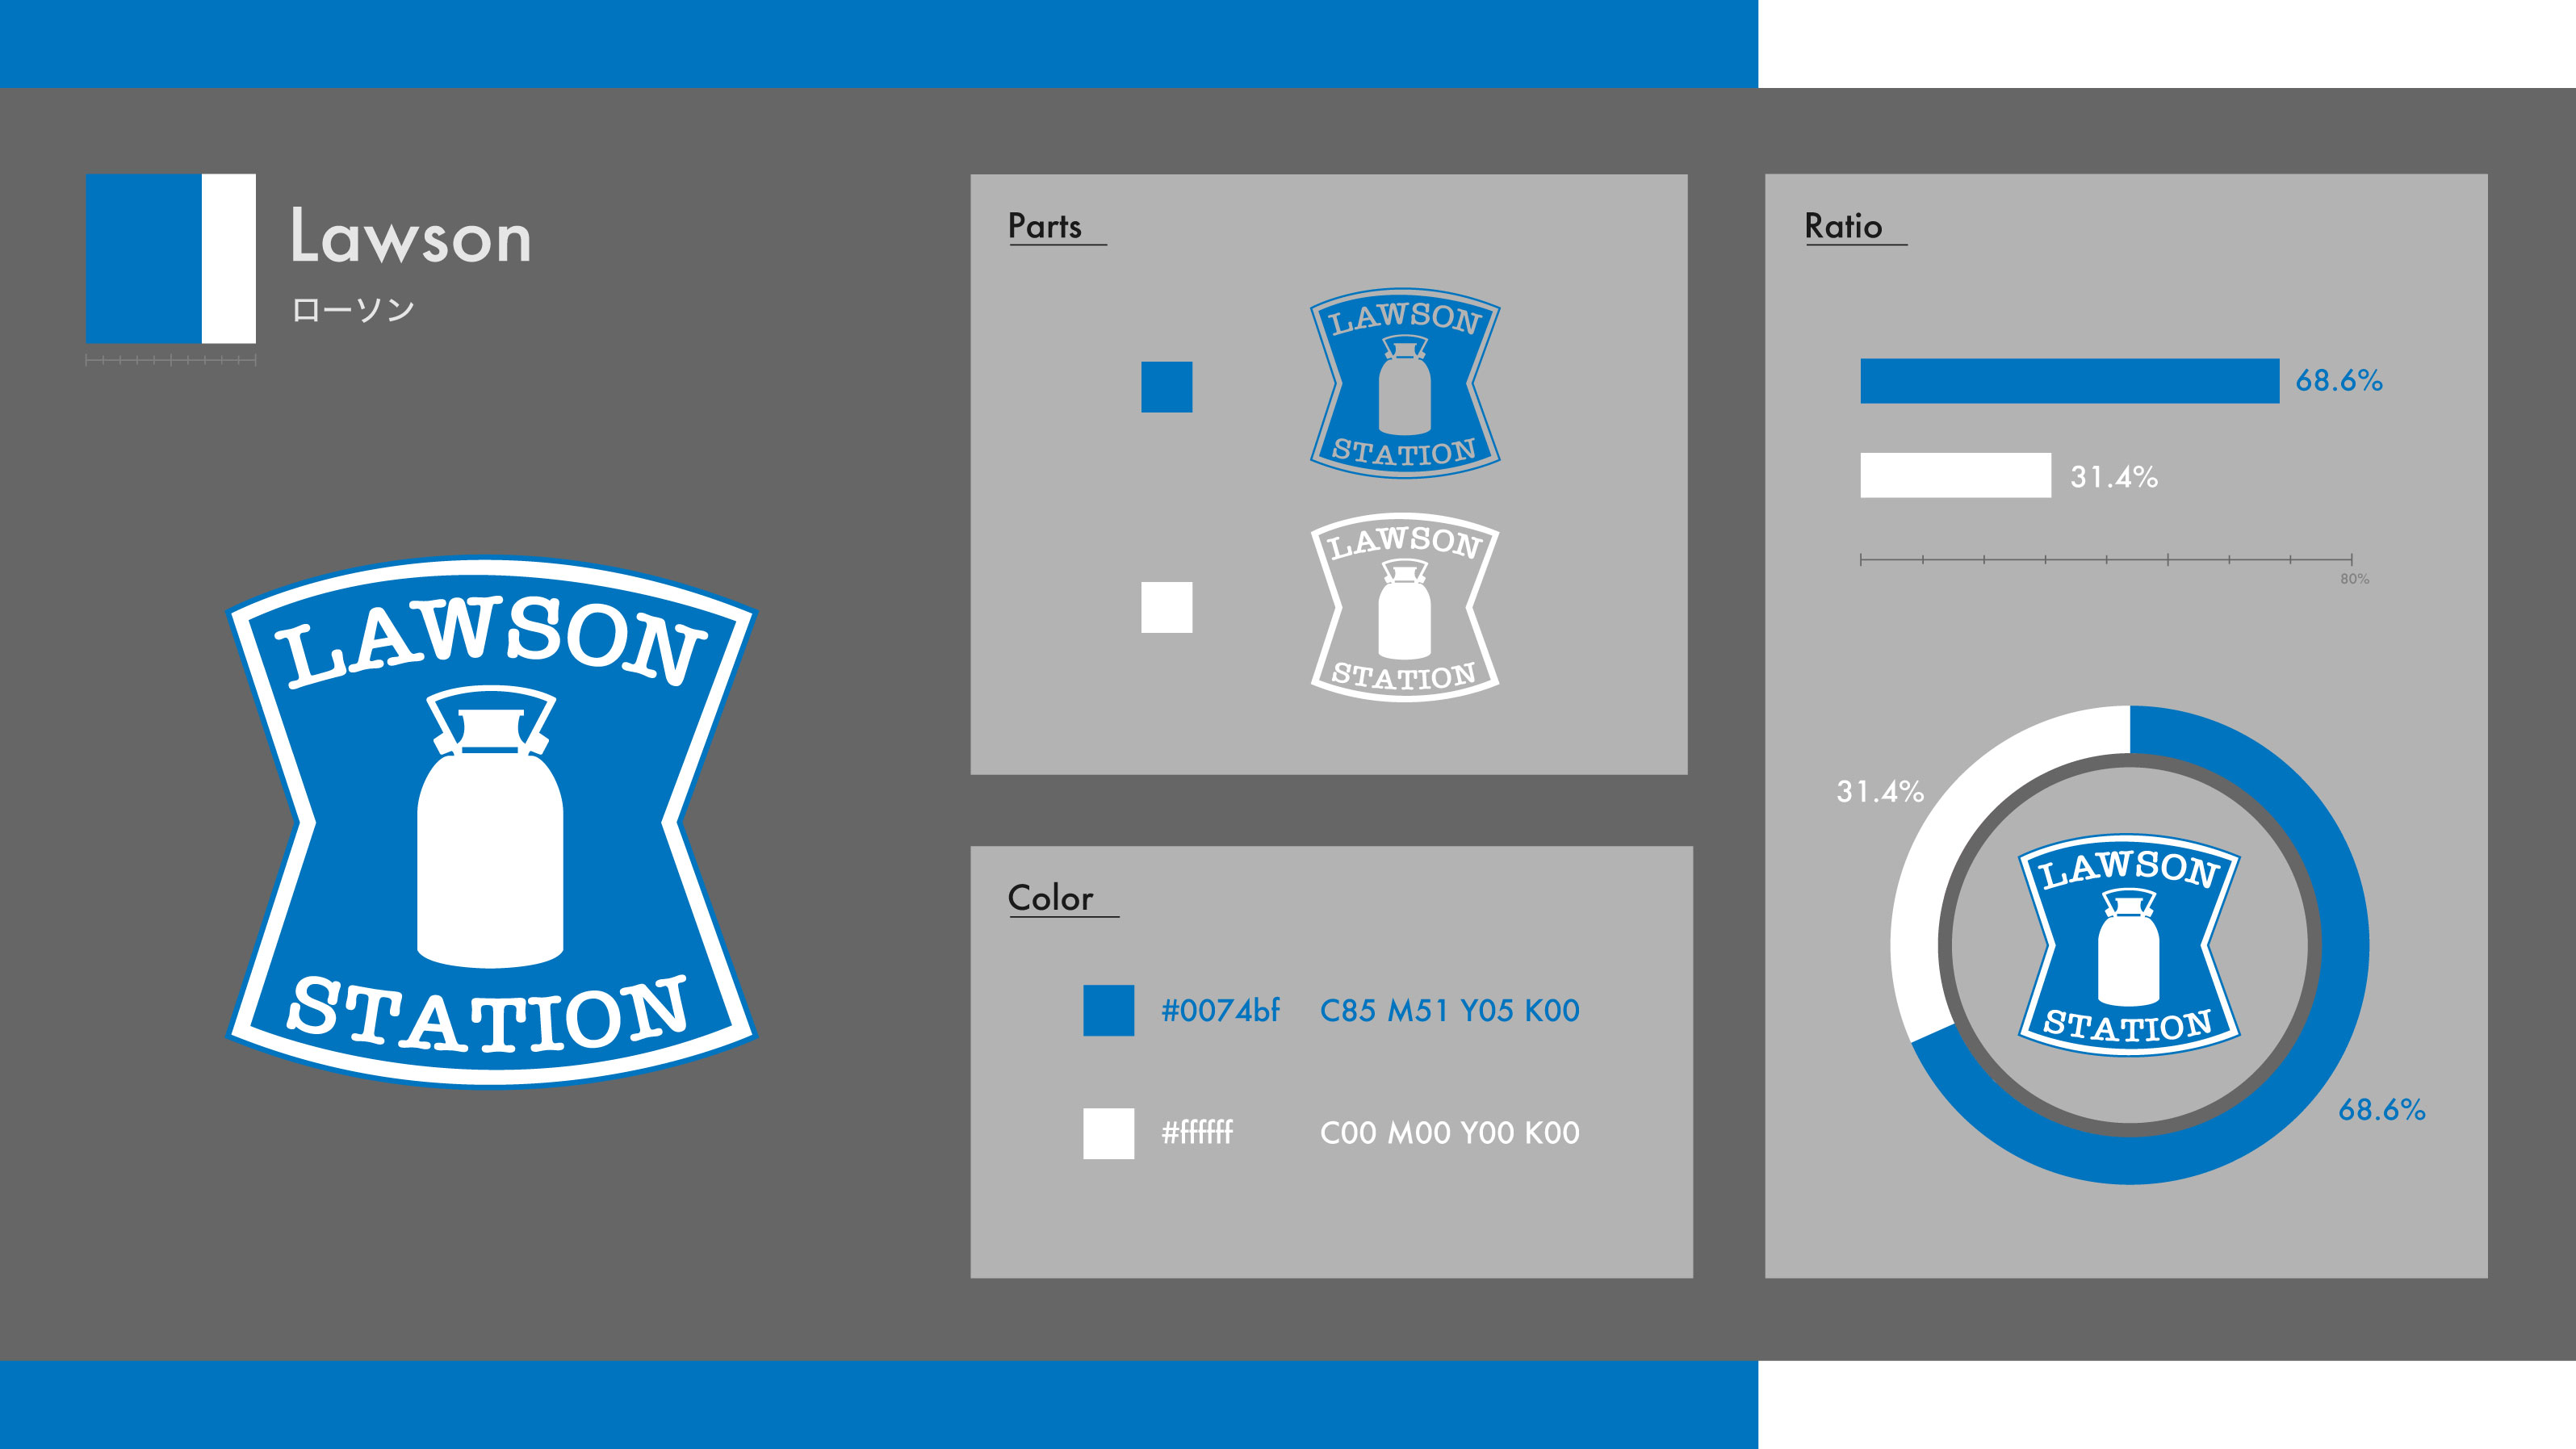 Lawson
ローソン
LAWSON
STATION
Parts
LAWSON
STATION
LAWSON
STATION
Color
#0074bf C85 M51 Y05 K00
#ffffff C00 M00 Y00 K00
Ratio
68.6%
31.4%
80%
31.4%
LAWSON
STATION
68.6%